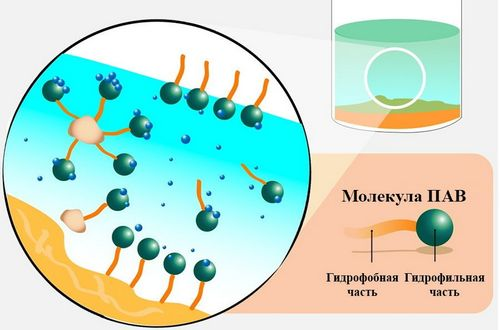 Молекула ПАВ
Гидрофобная Гидрофильная
часть часть